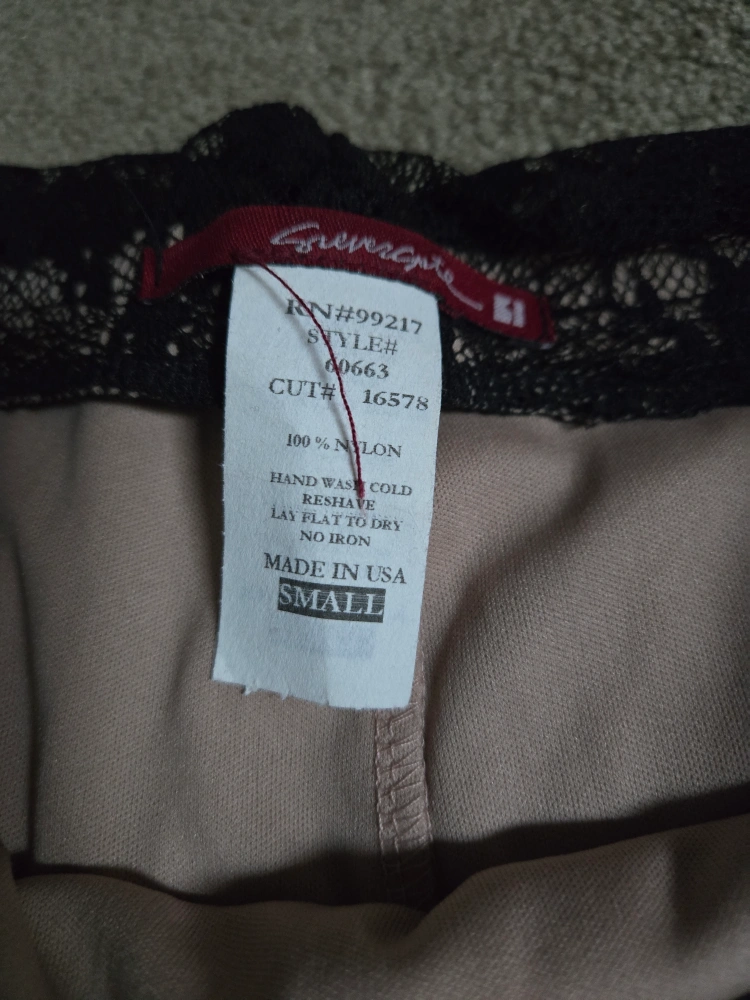 RN#99217
STYLE#
60663
CUT# 16578
100 % NYLON
HAND WASH COLD
RESHAVE
LAY FLAT TO DRY
NO IRON
MADE IN USA
SMALL